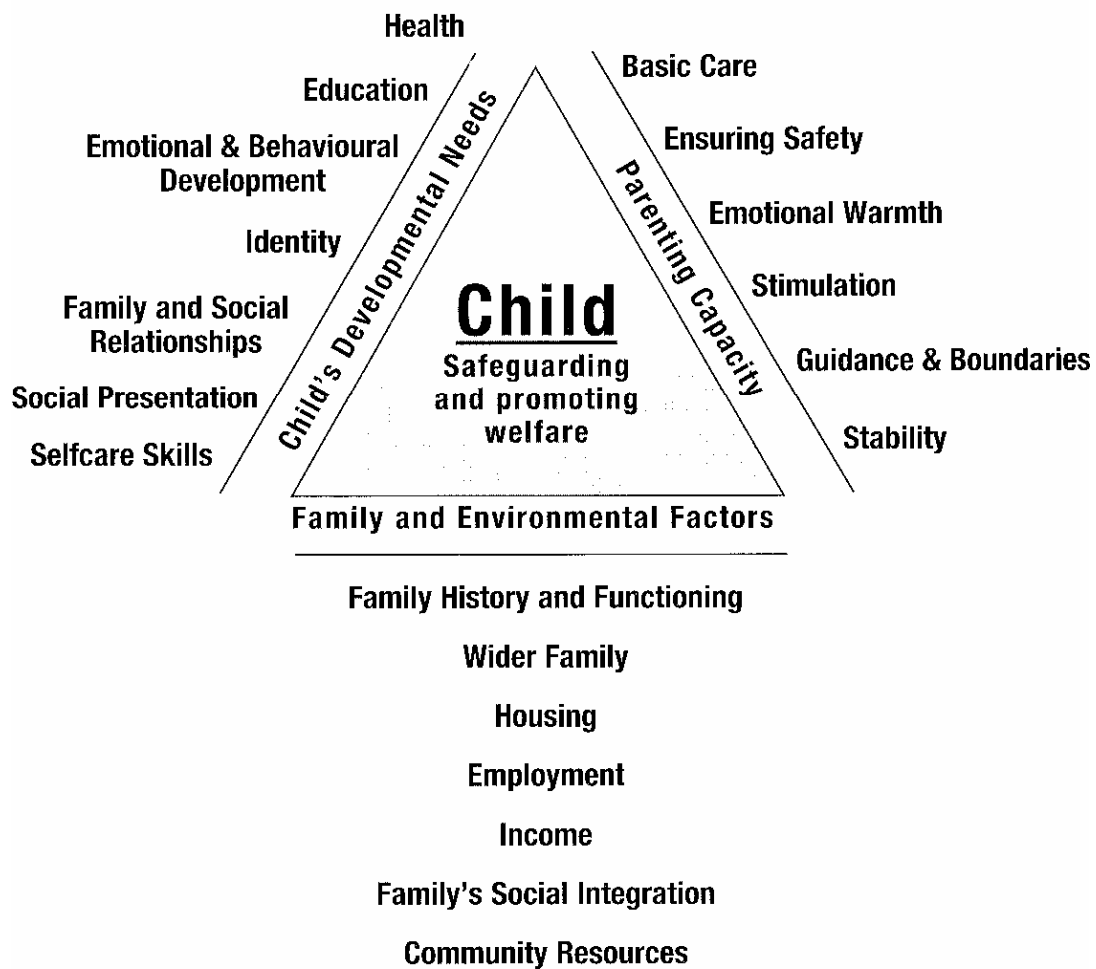 Health
Education
Emotional & Behavioural
Development
Identity
Family and Social
Relationships
Social Presentation
Selfcare Skills
Child's Developmental Needs
Child
Safeguarding
and promoting
welfare
Parenting Capacity
Basic Care
Ensuring Safety
Emotional Warmth
Stimulation
Guidance & Boundaries
Stability
Family and Environmental Factors
Family History and Functioning
Wider Family
Housing
Employment
Income
Family's Social Integration
Community Resources